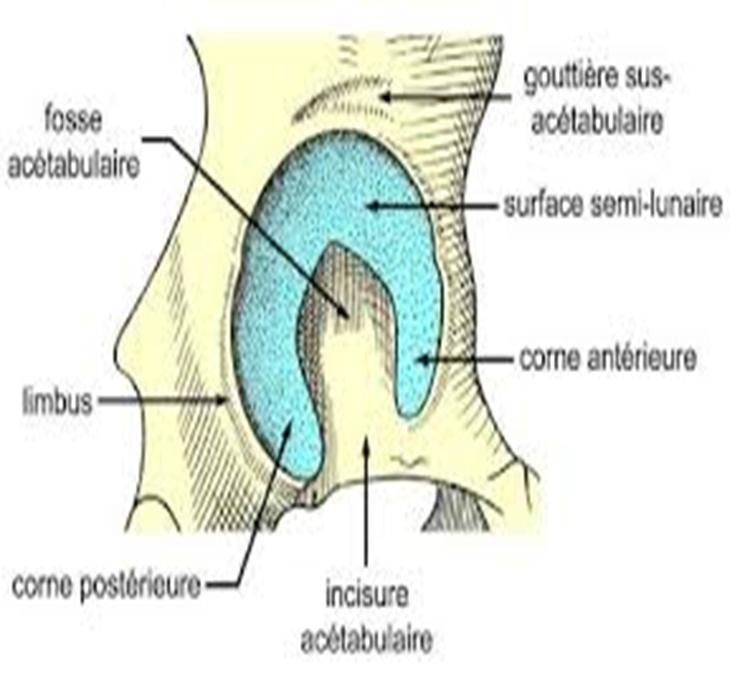 gouttière sus-
acétabulaire
fosse
acétabulaire
surface semi-lunaire
corne antérieure
limbus
corne postérieure
incisure
acétabulaire